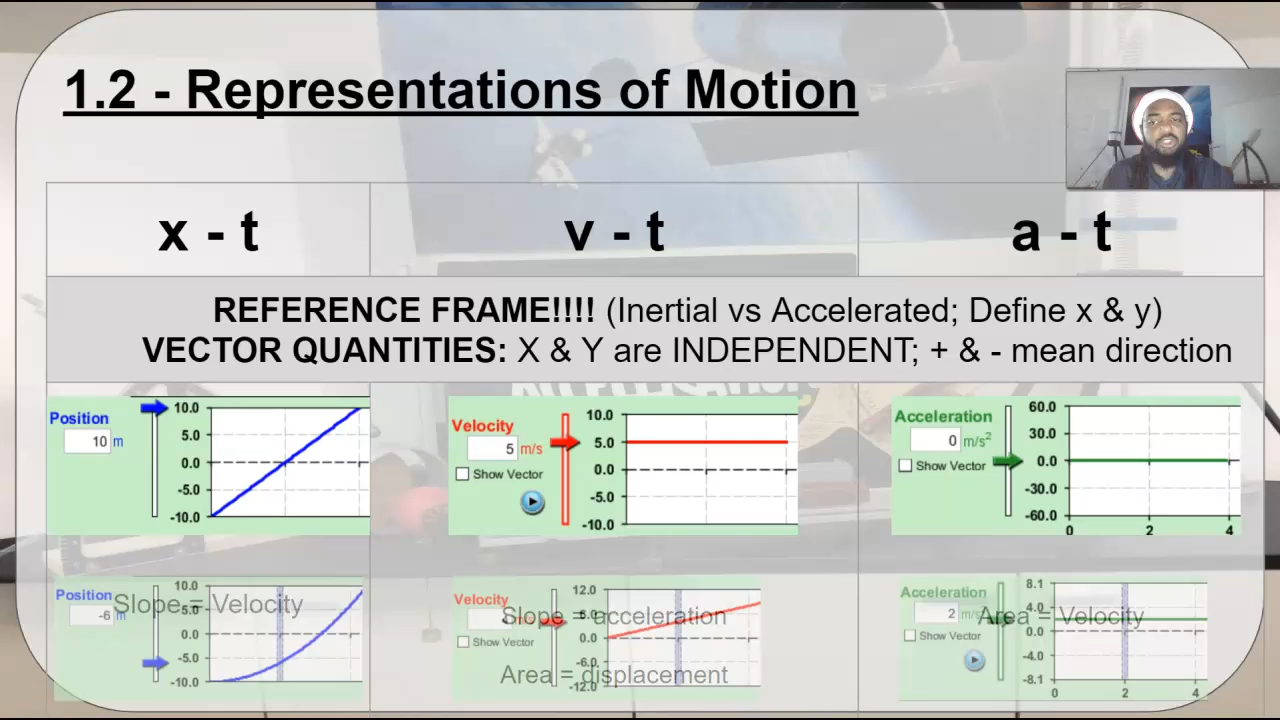 1.2 - Representations of Motion
x - t
v - t
a - t
REFERENCE FRAME!!!! (Inertial vs Accelerated; Define x & y)
VECTOR QUANTITIES: X & Y are INDEPENDENT; + & - mean direction
Position
10 m
10.0
5.0
0.0
-5.0
-10.0
Velocity
5 m/s
Show Vector
10.0
5.0
0.0
-5.0
-10.0
Acceleration
0 m/s²
Show Vector
60.0
30.0
0.0
-30.0
-60.0
0 2 4
Position
-6 m
10.0
5.0
0.0
-5.0
-10.0
Slope = Velocity
Velocity
Show Vector
12.0
6.0
0.0
-6.0
-12.0
Slope = acceleration
Area = displacement
Acceleration
2 m/s²
Show Vector
8.1
4.0
0.0
-4.0
-8.1
0 2 4
Area = Velocity